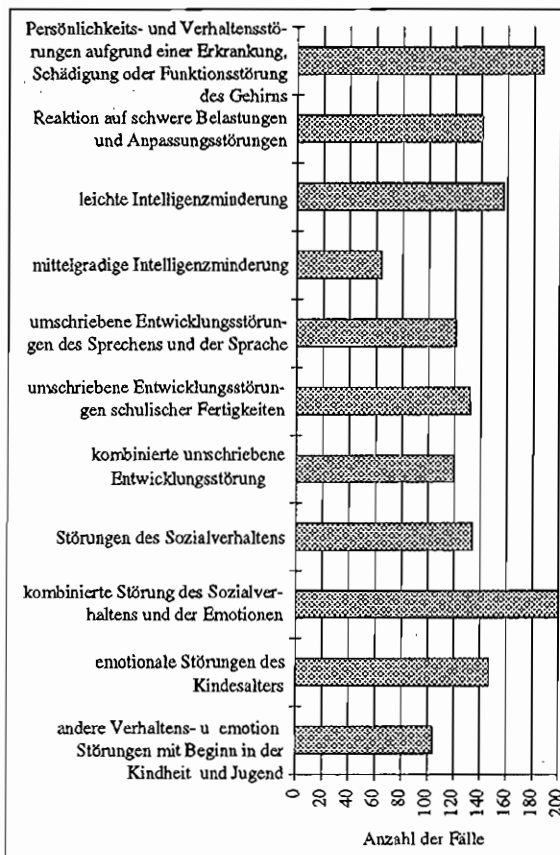 Persönlichkeits- und Verhaltensstö-
rungen aufgrund einer Erkrankung,
Schädigung oder Funktionsstörung
des Gehirns
Reaktion auf schwere Belastungen
und Anpassungsstörungen
leichte Intelligenzminderung
mittelgradige Intelligenzminderung
umschriebene Entwicklungsstörun-
gen des Sprechens und der Sprache
umschriebene Entwicklungsstörun-
gen schulischer Fertigkeiten
kombinierte umschriebene
Entwicklungsstörung
Störungen des Sozialverhaltens
kombinierte Störung des Sozialver-
haltens und der Emotionen
emotionale Störungen des
Kindesalters
andere Verhaltens- u emotion
Störungen mit Beginn in der
Kindheit und Jugend
0 20 40 60 80 100 120 140 160 180 200
Anzahl der Fälle